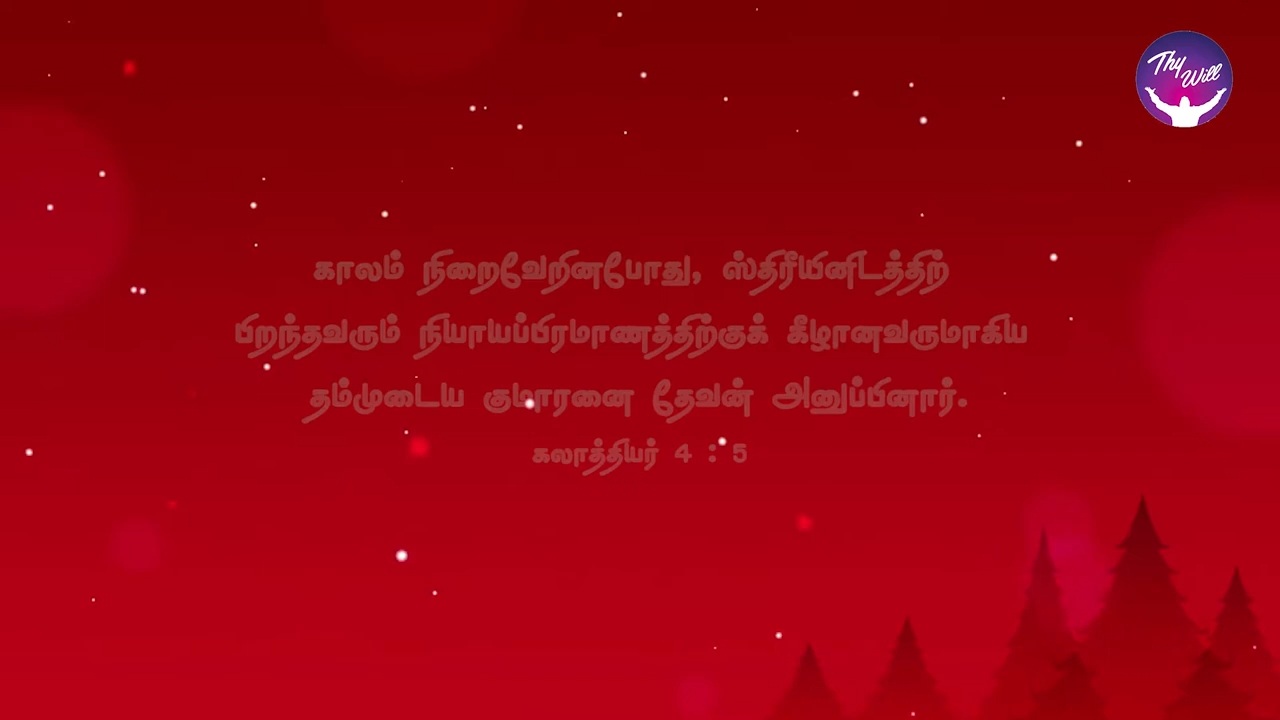 Thy
Will
காலம் நிறைவேறினபோது, ஸ்திரீயினிடத்திற்
பிறந்தவரும் நியாயப்பிரமாணத்திற்குக் கீழானவருமாகிய
தம்முடைய குமாரனை தேவன் அனுப்பினார்.
கலாத்தியர் 4 : 5